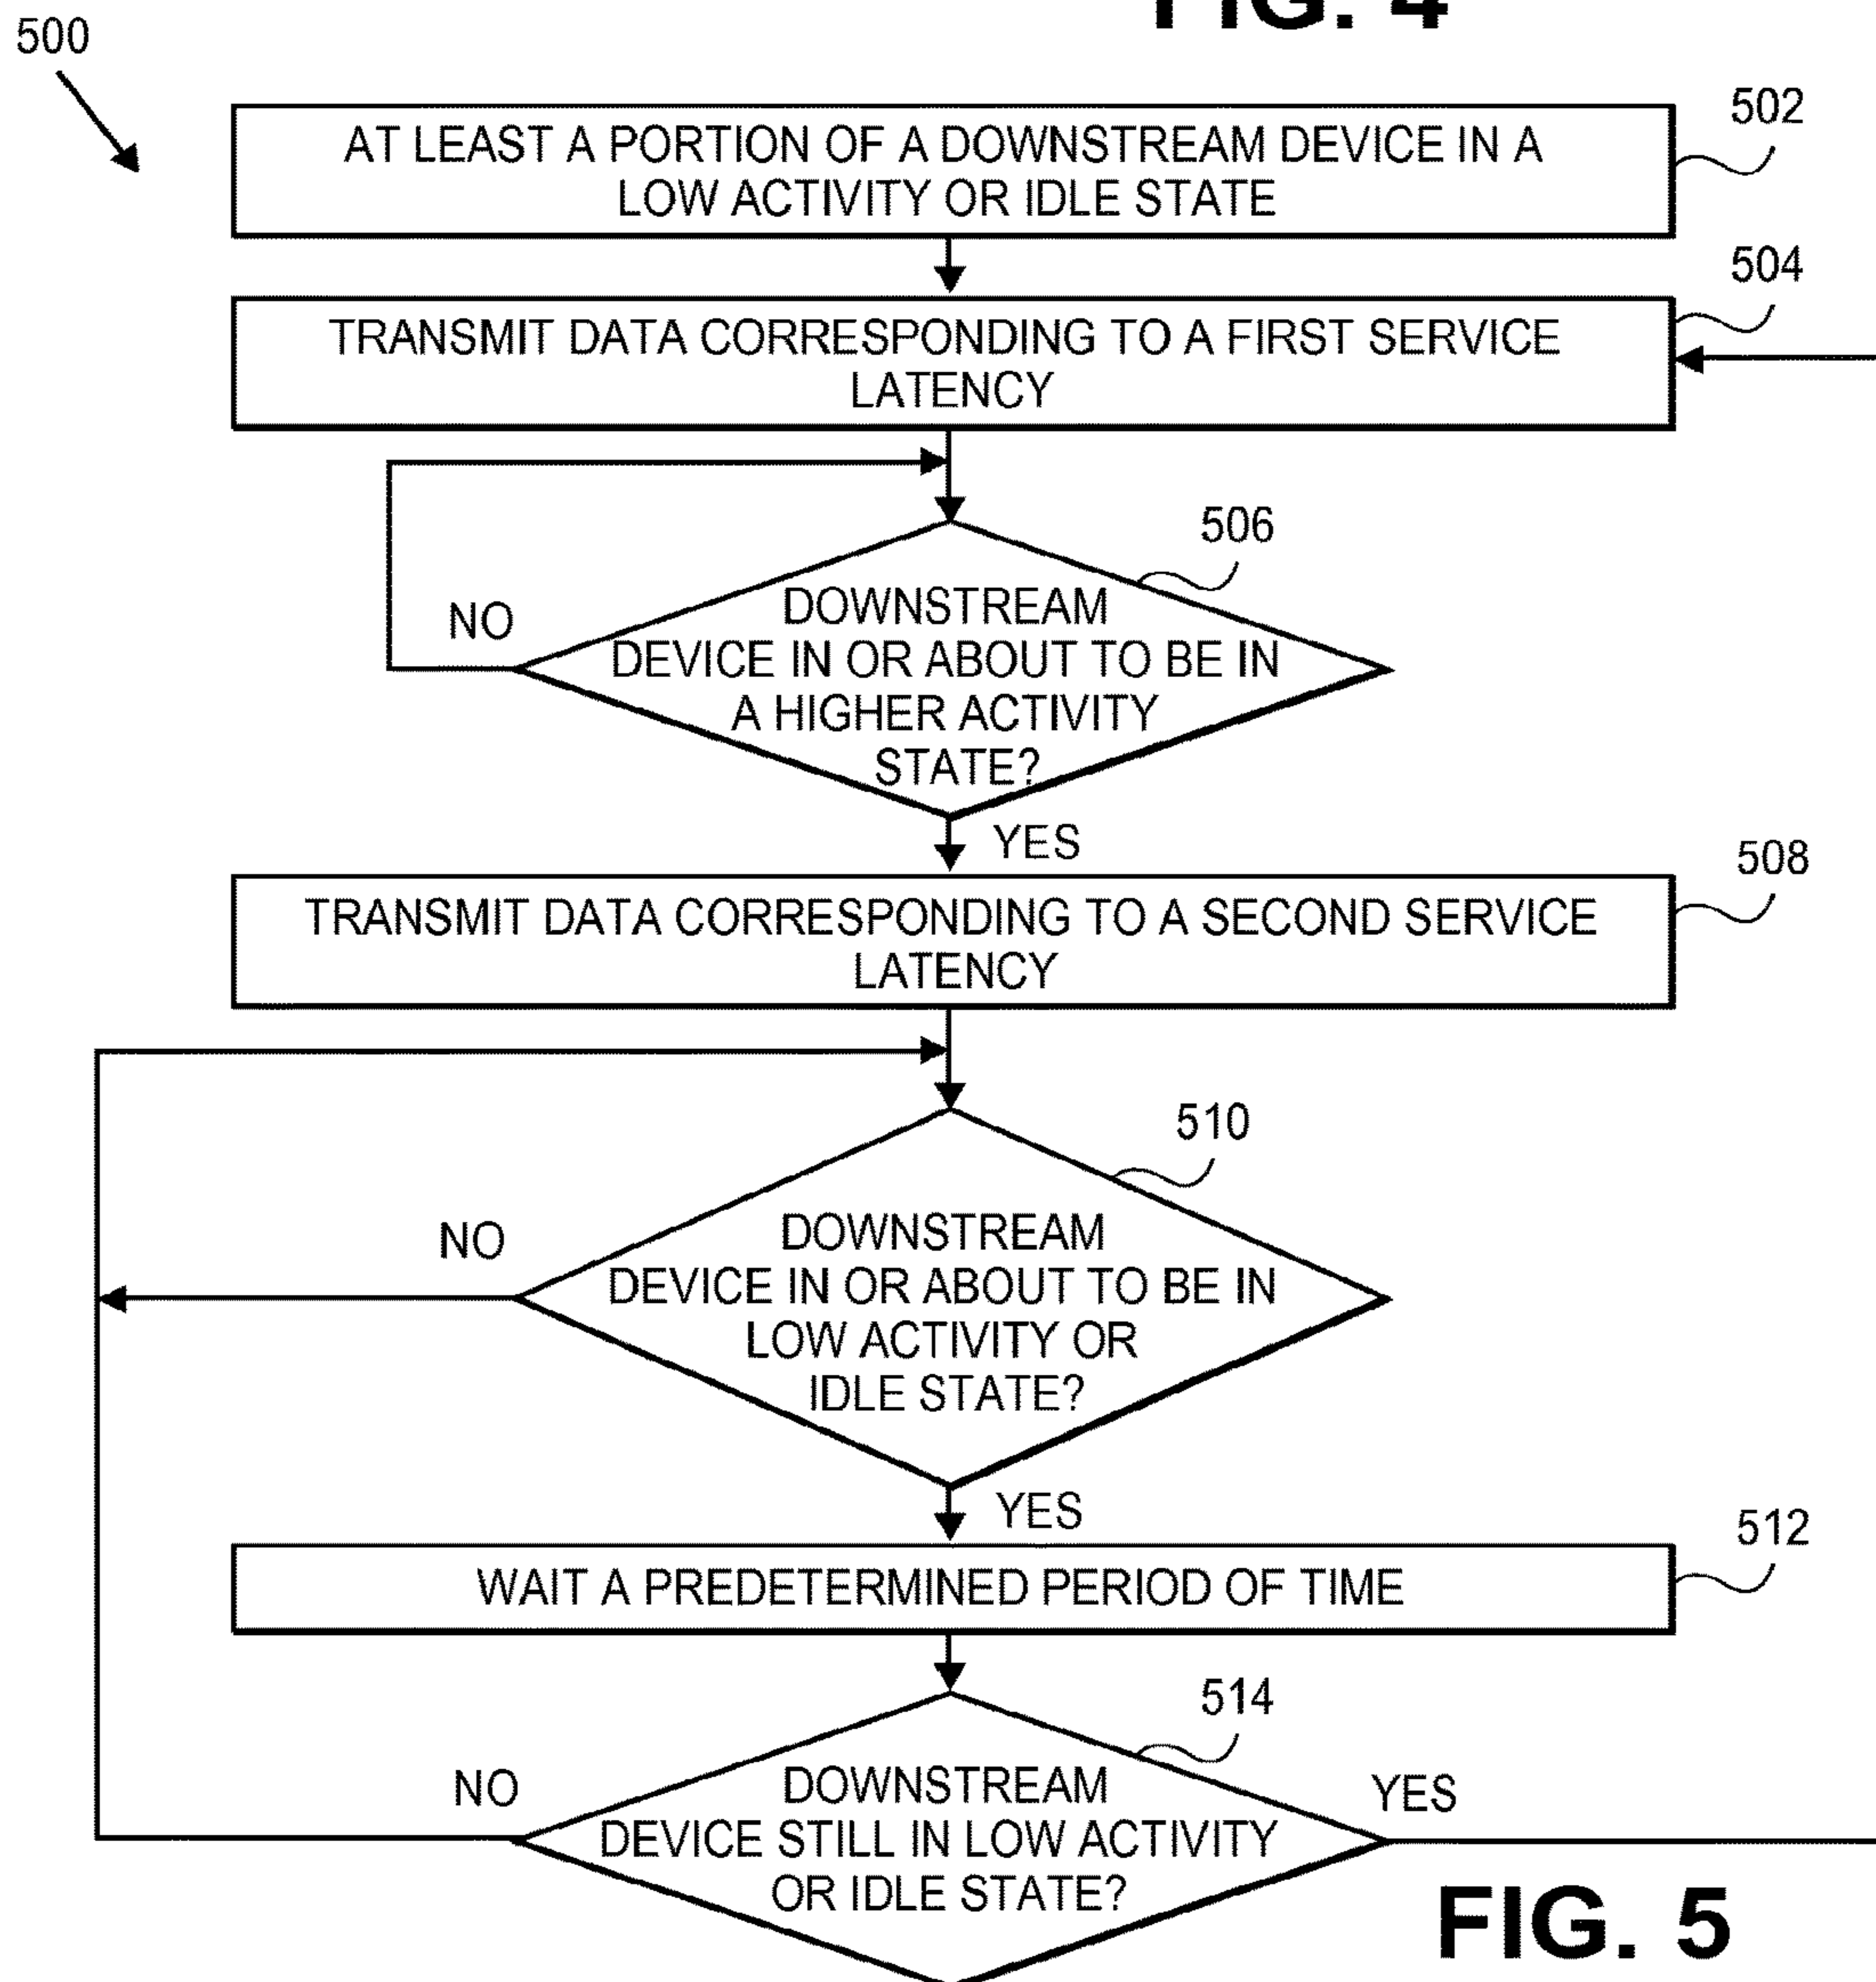 FIG. 4
500
502
AT LEAST A PORTION OF A DOWNSTREAM DEVICE IN A
LOW ACTIVITY OR IDLE STATE
504
TRANSMIT DATA CORRESPONDING TO A FIRST SERVICE
LATENCY
506
NO
DOWNSTREAM
DEVICE IN OR ABOUT TO BE IN
A HIGHER ACTIVITY
STATE?
YES
508
TRANSMIT DATA CORRESPONDING TO A SECOND SERVICE
LATENCY
510
NO
DOWNSTREAM
DEVICE IN OR ABOUT TO BE IN
LOW ACTIVITY OR
IDLE STATE?
YES
512
WAIT A PREDETERMINED PERIOD OF TIME
514
NO
DOWNSTREAM
DEVICE STILL IN LOW ACTIVITY
OR IDLE STATE?
YES
FIG. 5